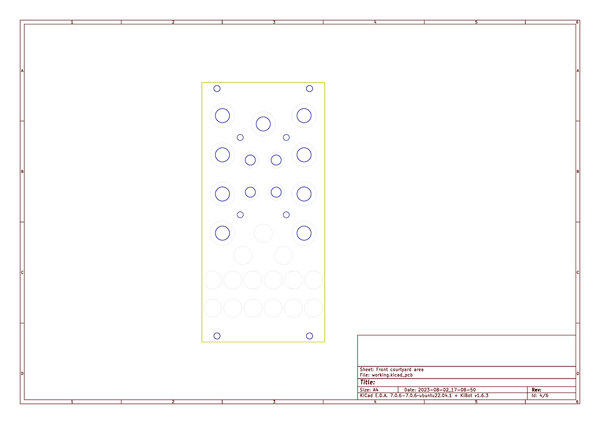 1 2 3 4 5 6
A A
B B
C C
D D
Sheet: Front courtyard area
File: working.kicad_pcb
Title:
Size: A4 Date: 2023-08-02_17-08-50 Rev:
KiCad E.D.A. 7.0.6-7.0.6~ubuntu22.04.1 + KiBot v1.6.3 Id: 4/6
1 2 3 4 5 6